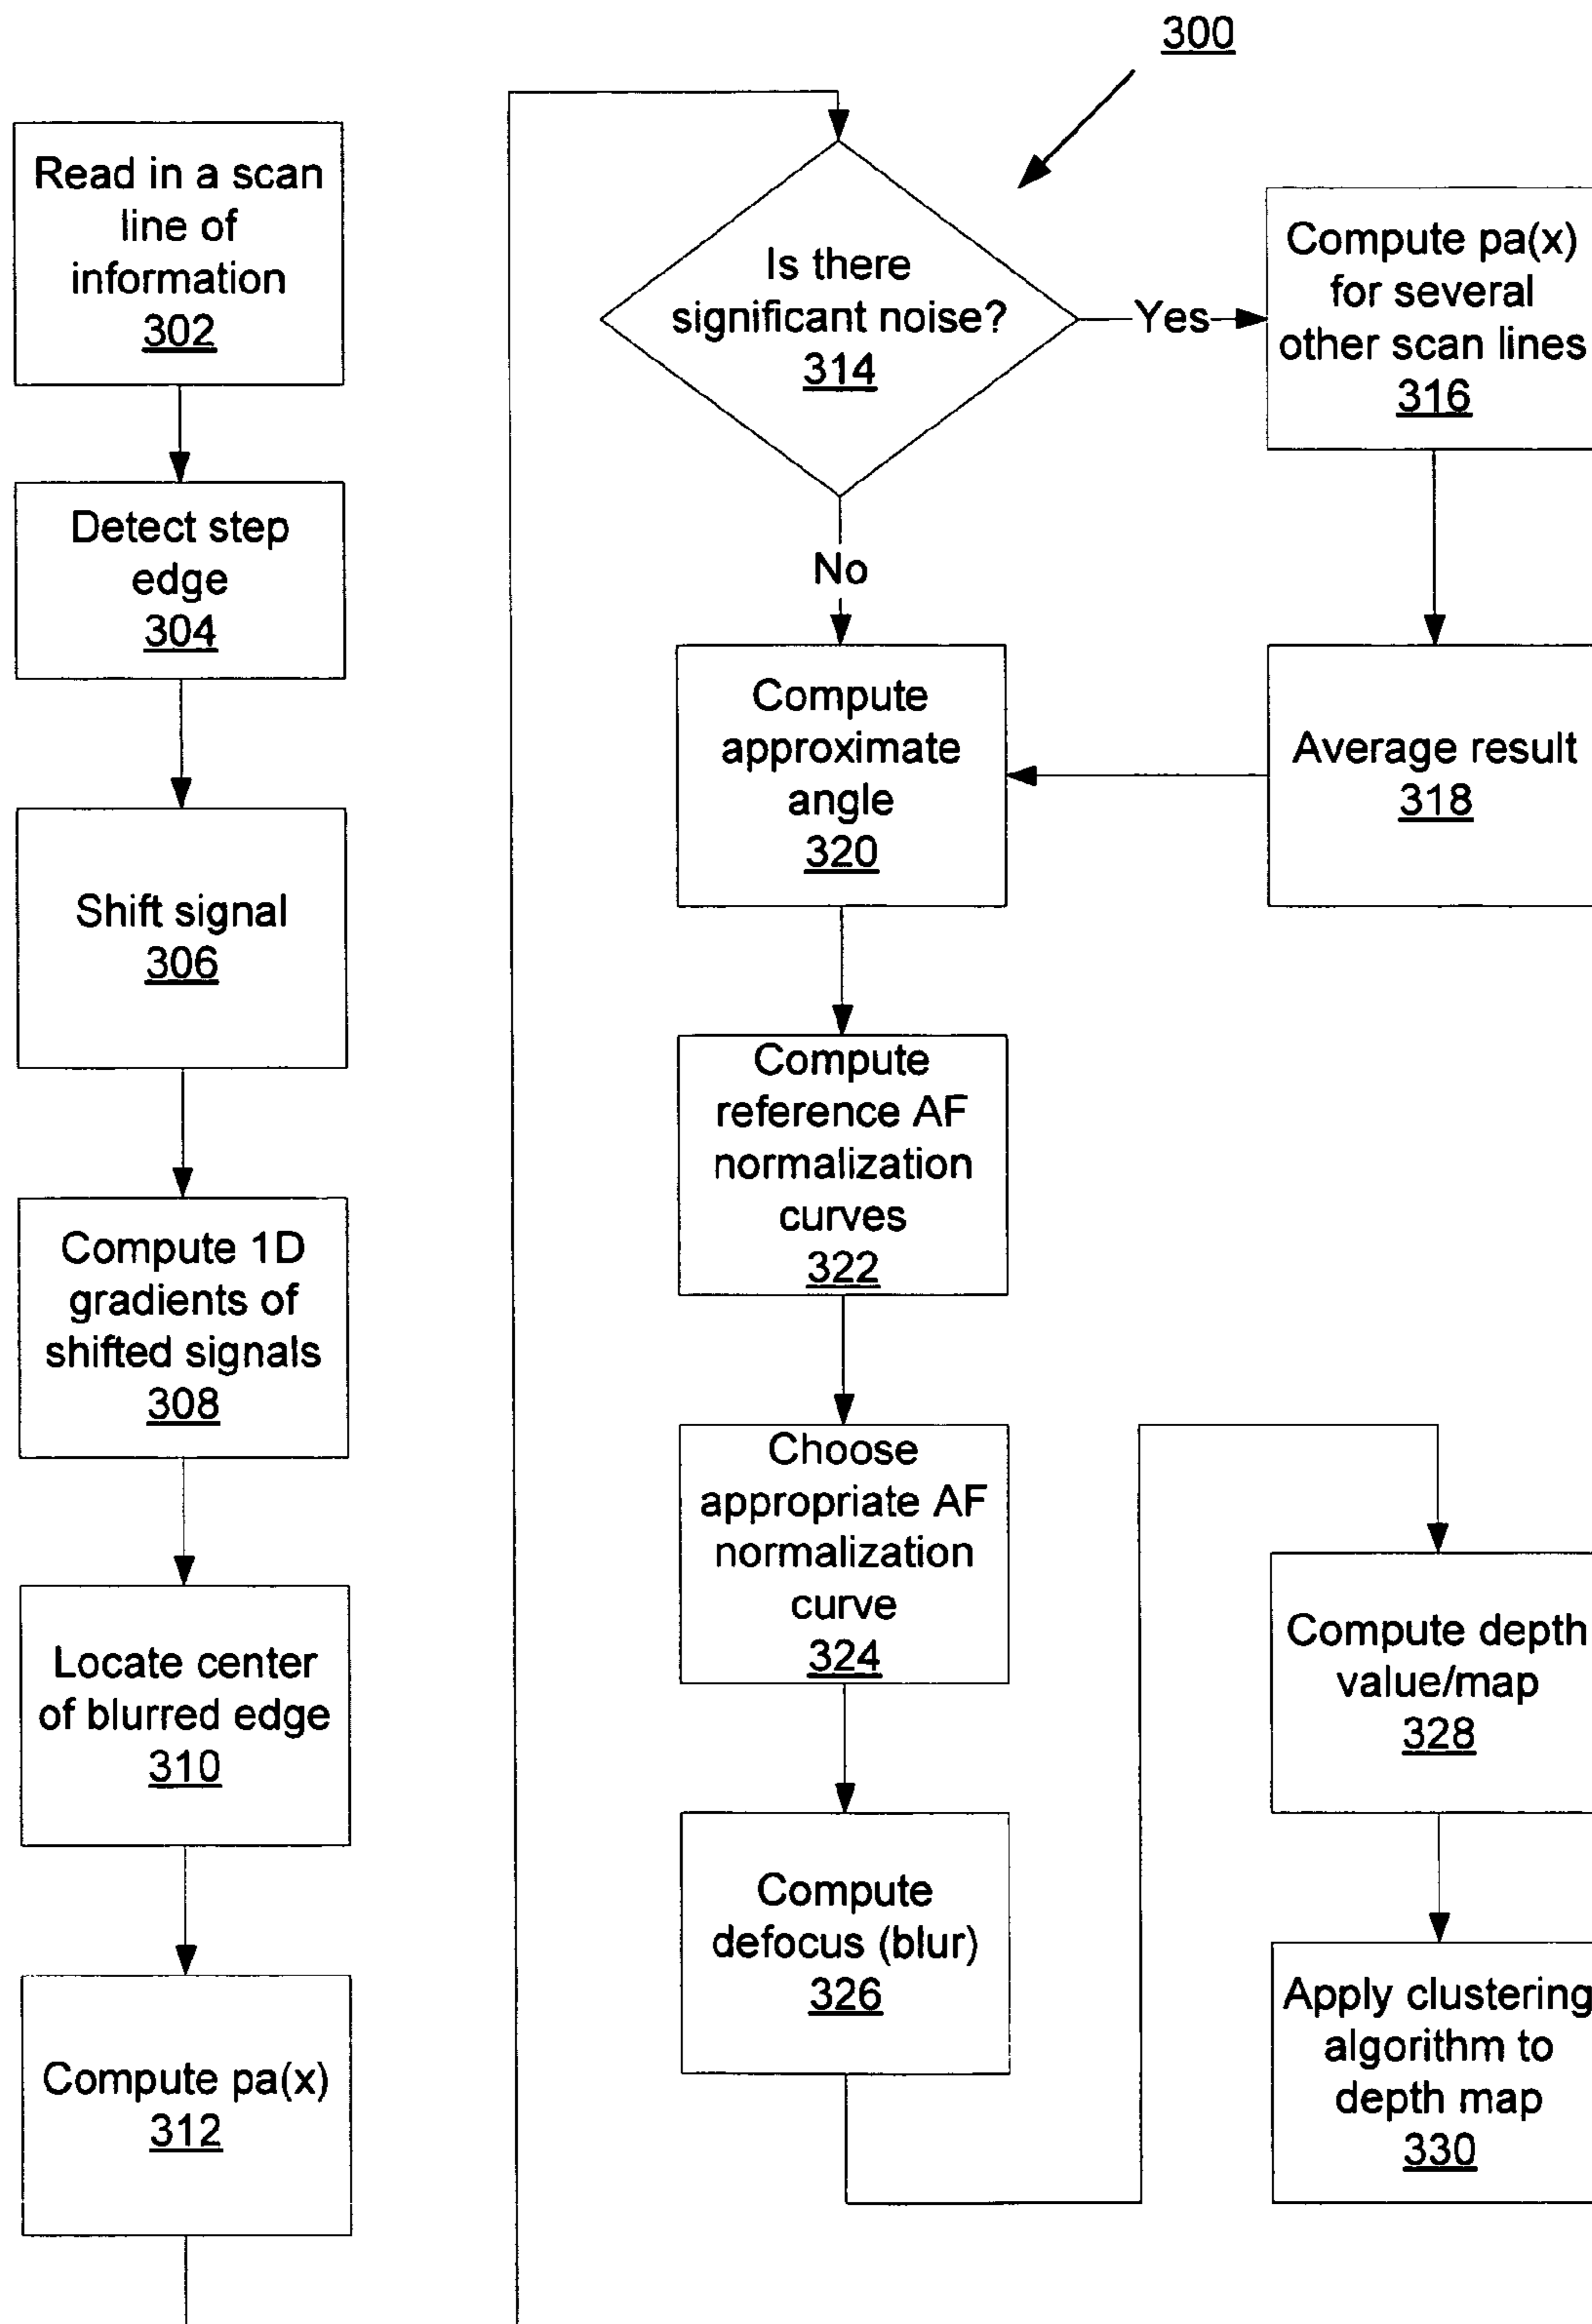 300
Read in a scan
line of
information
302
Detect step
edge
304
Shift signal
306
Compute 1D
gradients of
shifted signals
308
Locate center
of blurred edge
310
Compute pa(x)
312
Is there
significant noise?
314
Yes
No
Compute pa(x)
for several
other scan lines
316
Average result
318
Compute
approximate
angle
320
Compute
reference AF
normalization
curves
322
Choose
appropriate AF
normalization
curve
324
Compute
defocus (blur)
326
Compute depth
value/map
328
Apply clustering
algorithm to
depth map
330